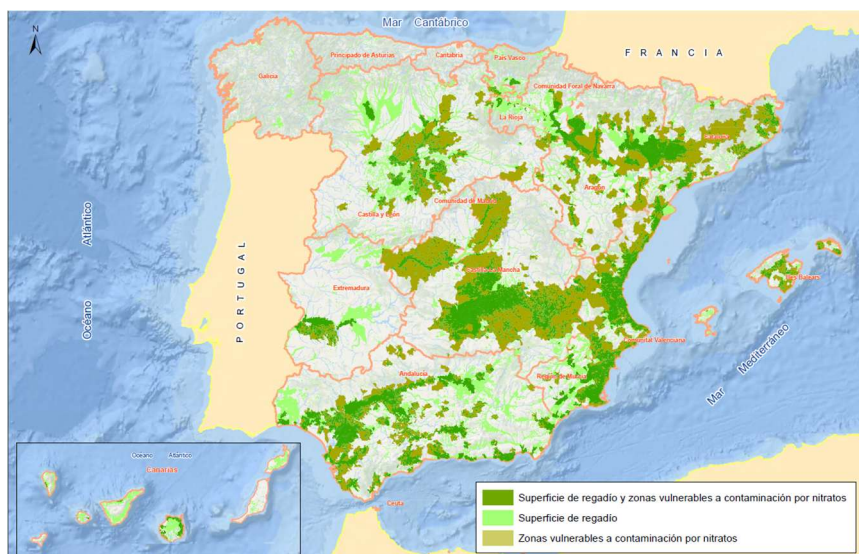 Mar Cantábrico
N
FRANCIA
Principado de Asturias
Cantabria
País Vasco
Galicia
Comunidad Foral de Navarra
La Rioja
Cataluña
Aragón
Castilla y León
Comunidad de Madrid
Océano Atlántico
PORTUGAL
Castilla-La Mancha
Extremadura
Illes Balears
Comunitat Valenciana
Mar Mediterráneo
Andalucía
Región de Murcia
Océano Atlántico
Canarias
Ceuta
Superficie de regadío y zonas vulnerables a contaminación por nitratos
Superficie de regadío
Zonas vulnerables a contaminación por nitratos